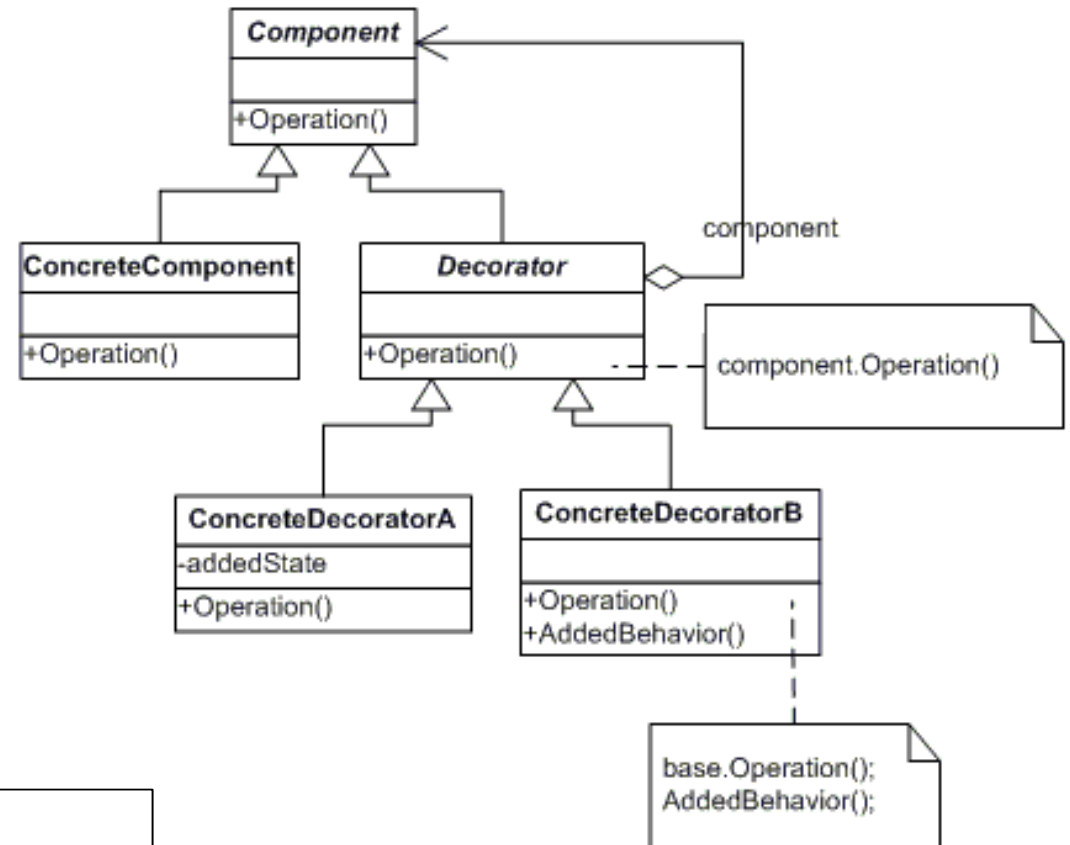 Component
+Operation()
component
ConcreteComponent
+Operation()
Decorator
+Operation()
component.Operation()
ConcreteDecoratorA
-addedState
+Operation()
ConcreteDecoratorB
+Operation()
+AddedBehavior()
base.Operation();
AddedBehavior();